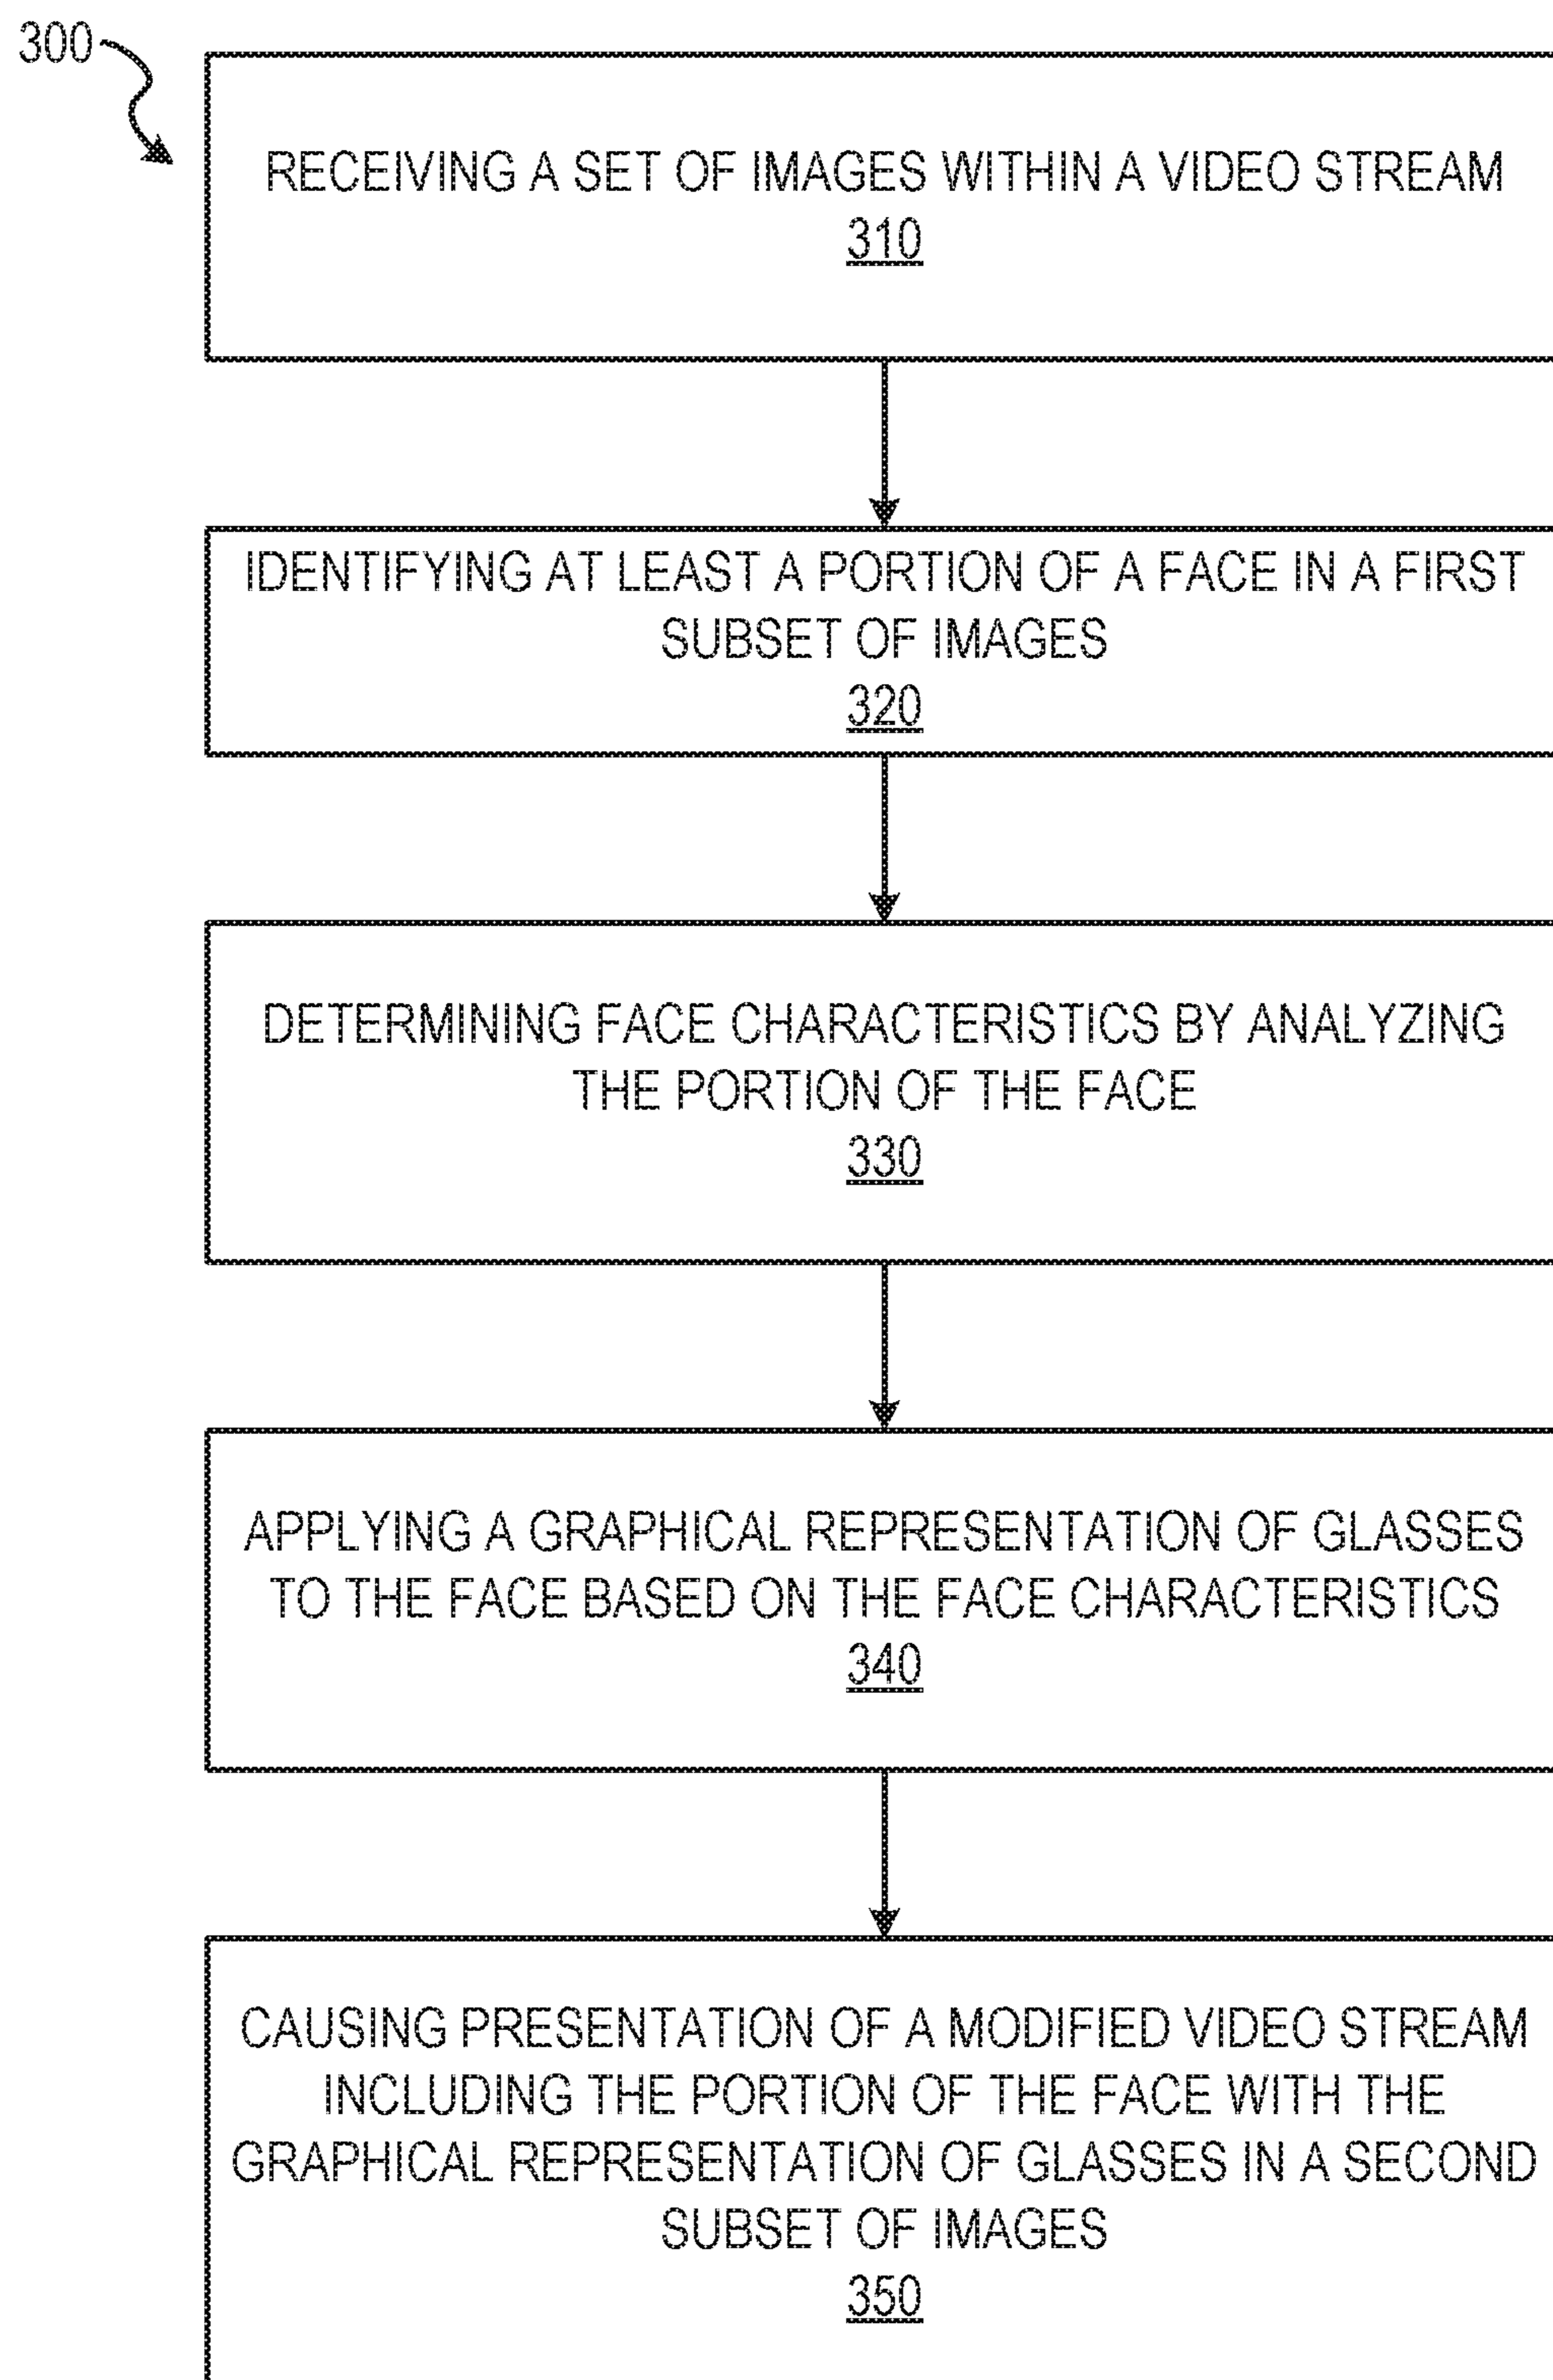 300
RECEIVING A SET OF IMAGES WITHIN A VIDEO STREAM
310
IDENTIFYING AT LEAST A PORTION OF A FACE IN A FIRST
SUBSET OF IMAGES
320
DETERMINING FACE CHARACTERISTICS BY ANALYZING
THE PORTION OF THE FACE
330
APPLYING A GRAPHICAL REPRESENTATION OF GLASSES
TO THE FACE BASED ON THE FACE CHARACTERISTICS
340
CAUSING PRESENTATION OF A MODIFIED VIDEO STREAM
INCLUDING THE PORTION OF THE FACE WITH THE
GRAPHICAL REPRESENTATION OF GLASSES IN A SECOND
SUBSET OF IMAGES
350